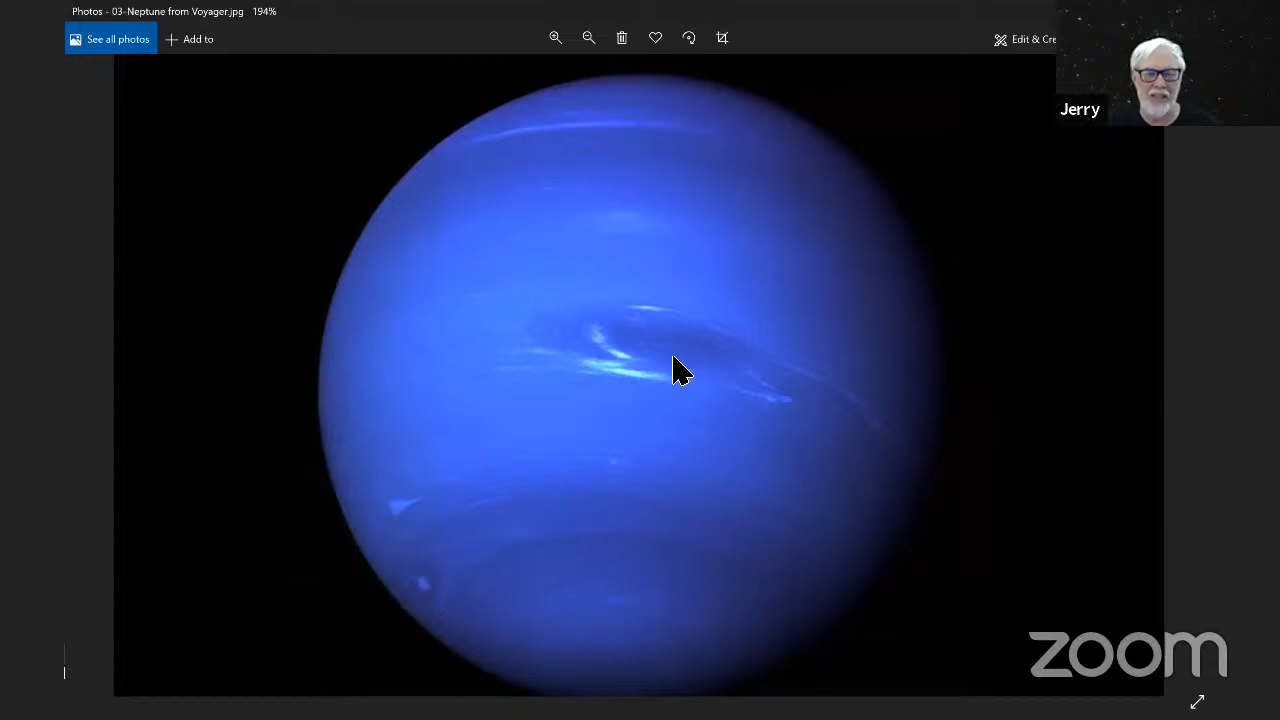 Photos - 03-Neptune from Voyager.jpg 194%
See all photos
Add to
Edit & Cre
Jerry
zoom